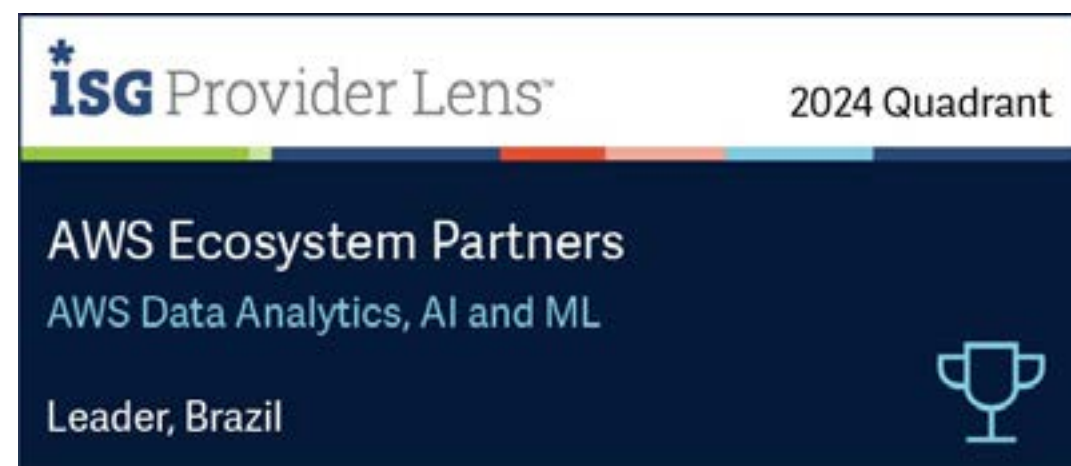 *isG Provider Lens™
2024 Quadrant
AWS Ecosystem Partners
AWS Data Analytics, AI and ML
Leader, Brazil